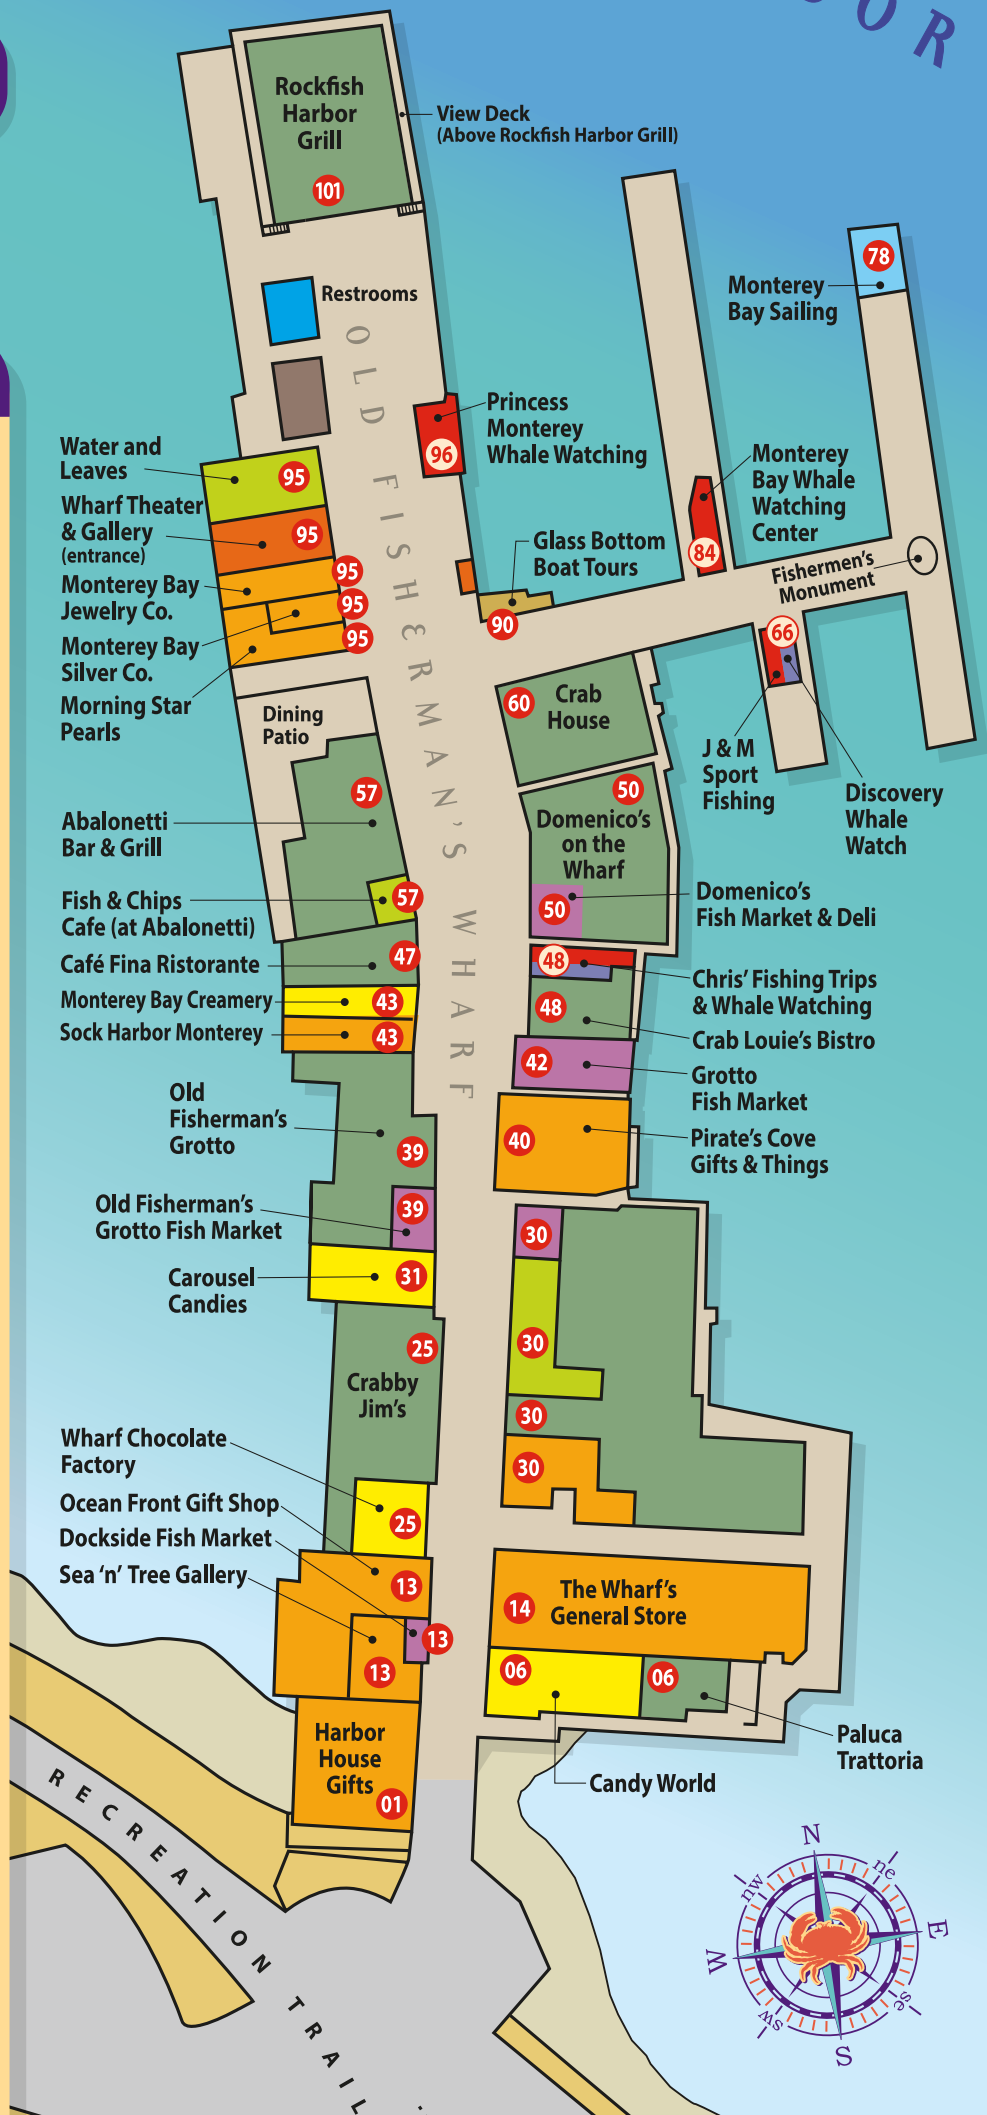 OOR
Rockfish
Harbor
Grill
101
View Deck
(Above Rockfish Harbor Grill)
78
Monterey
Bay Sailing
Restrooms
OLD FISHERMAN'S WHARF
Princess
Monterey
Whale Watching
96
Water and
Leaves
95
Wharf Theater
& Gallery
(entrance)
95
Monterey Bay
Jewelry Co.
95
Monterey Bay
Silver Co.
95
Morning Star
Pearls
95
Monterey
Bay Whale
Watching
Center
84
Glass Bottom
Boat Tours
90
Fishermen's
Monument
66
J & M
Sport
Fishing
Discovery
Whale
Watch
60
Crab
House
Dining
Patio
57
Abalonetti
Bar & Grill
50
Domenico's
on the
Wharf
50
Domenico's
Fish Market & Deli
Fish & Chips
Cafe (at Abalonetti)
57
Café Fina Ristorante
47
48
Chris' Fishing Trips
& Whale Watching
Monterey Bay Creamery
43
48
Crab Louie's Bistro
Sock Harbor Monterey
43
42
Grotto
Fish Market
Old
Fisherman's
Grotto
39
40
Pirate's Cove
Gifts & Things
Old Fisherman's
Grotto Fish Market
39
30
Carousel
Candies
31
30
25
Crabby
Jim's
30
30
Wharf Chocolate
Factory
25
Ocean Front Gift Shop
13
Dockside Fish Market
13
Sea 'n' Tree Gallery
13
14
The Wharf's
General Store
06
06
Paluca
Trattoria
Candy World
Harbor
House
Gifts
01
RECREATION TRAIL
N
ne
E
se
S
sw
W
nw